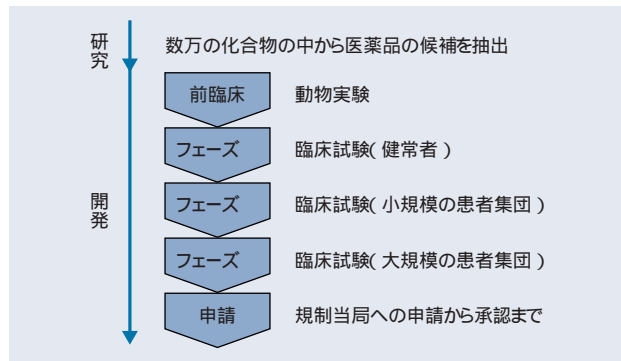 研究
数万の化合物の中から医薬品の候補を抽出
前臨床 動物実験
フェーズ 臨床試験(健常者)
開発
フェーズ 臨床試験(小規模の患者集団)
フェーズ 臨床試験(大規模の患者集団)
申請 規制当局への申請から承認まで